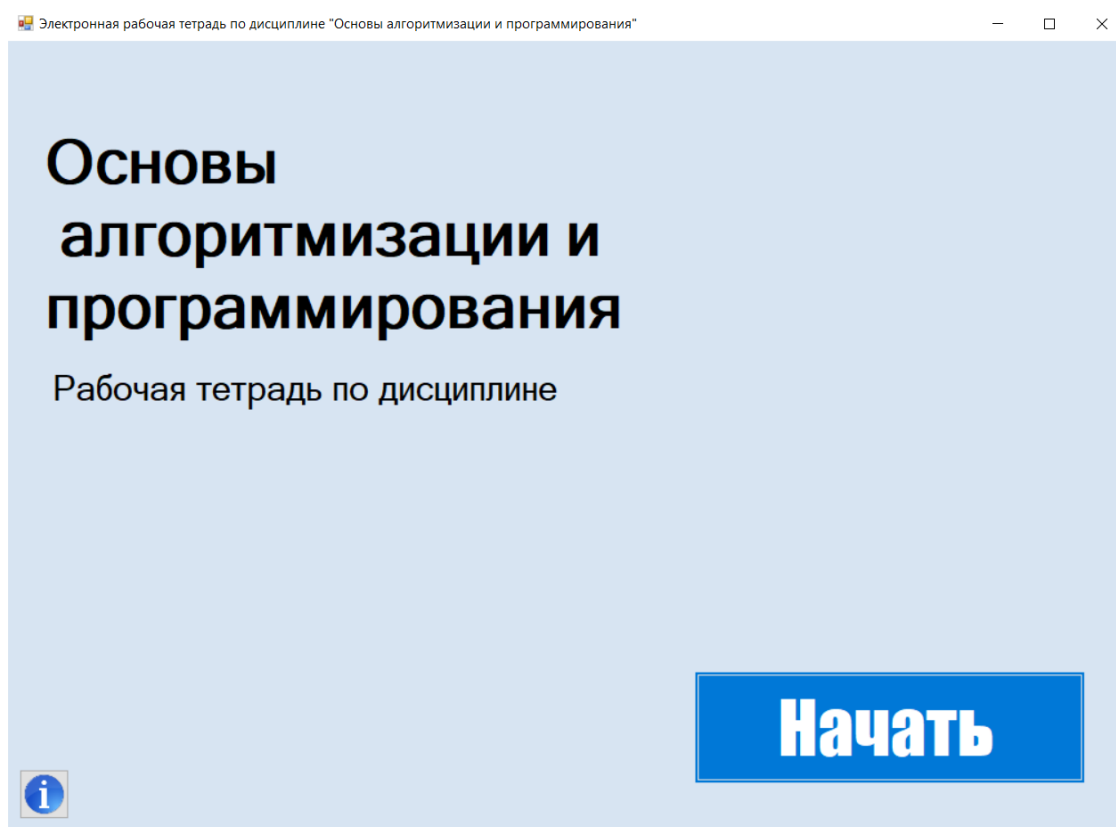 Электронная рабочая тетрадь по дисциплине "Основы алгоритмизации и программирования"
Основы
алгоритмизации и
программирования
Рабочая тетрадь по дисциплине
Начать
i